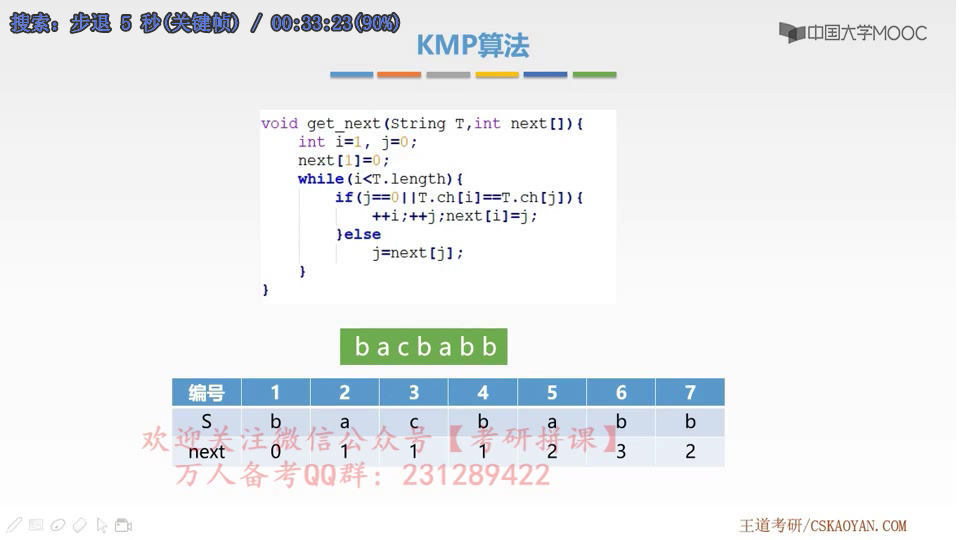 搜索: 步退 5 秒(关键帧) / 00:33:23(90%)
中国大学MOOC
KMP算法
void get_next(String T,int next[]){
int i=1, j=0;
next[1]=0;
while(i<T.length){
if(j==0||T.ch[i]==T.ch[j]){
++i;++j;next[i]=j;
}else
j=next[j];
}
}
b a c b a b b
编号 1 2 3 4 5 6 7
S b a c b a b b
欢迎关注微信公众号【考研拼课】
next 0 1 1 1 2 3 2
万人备考QQ群: 231289422
王道考研/CSKAOYAN.COM